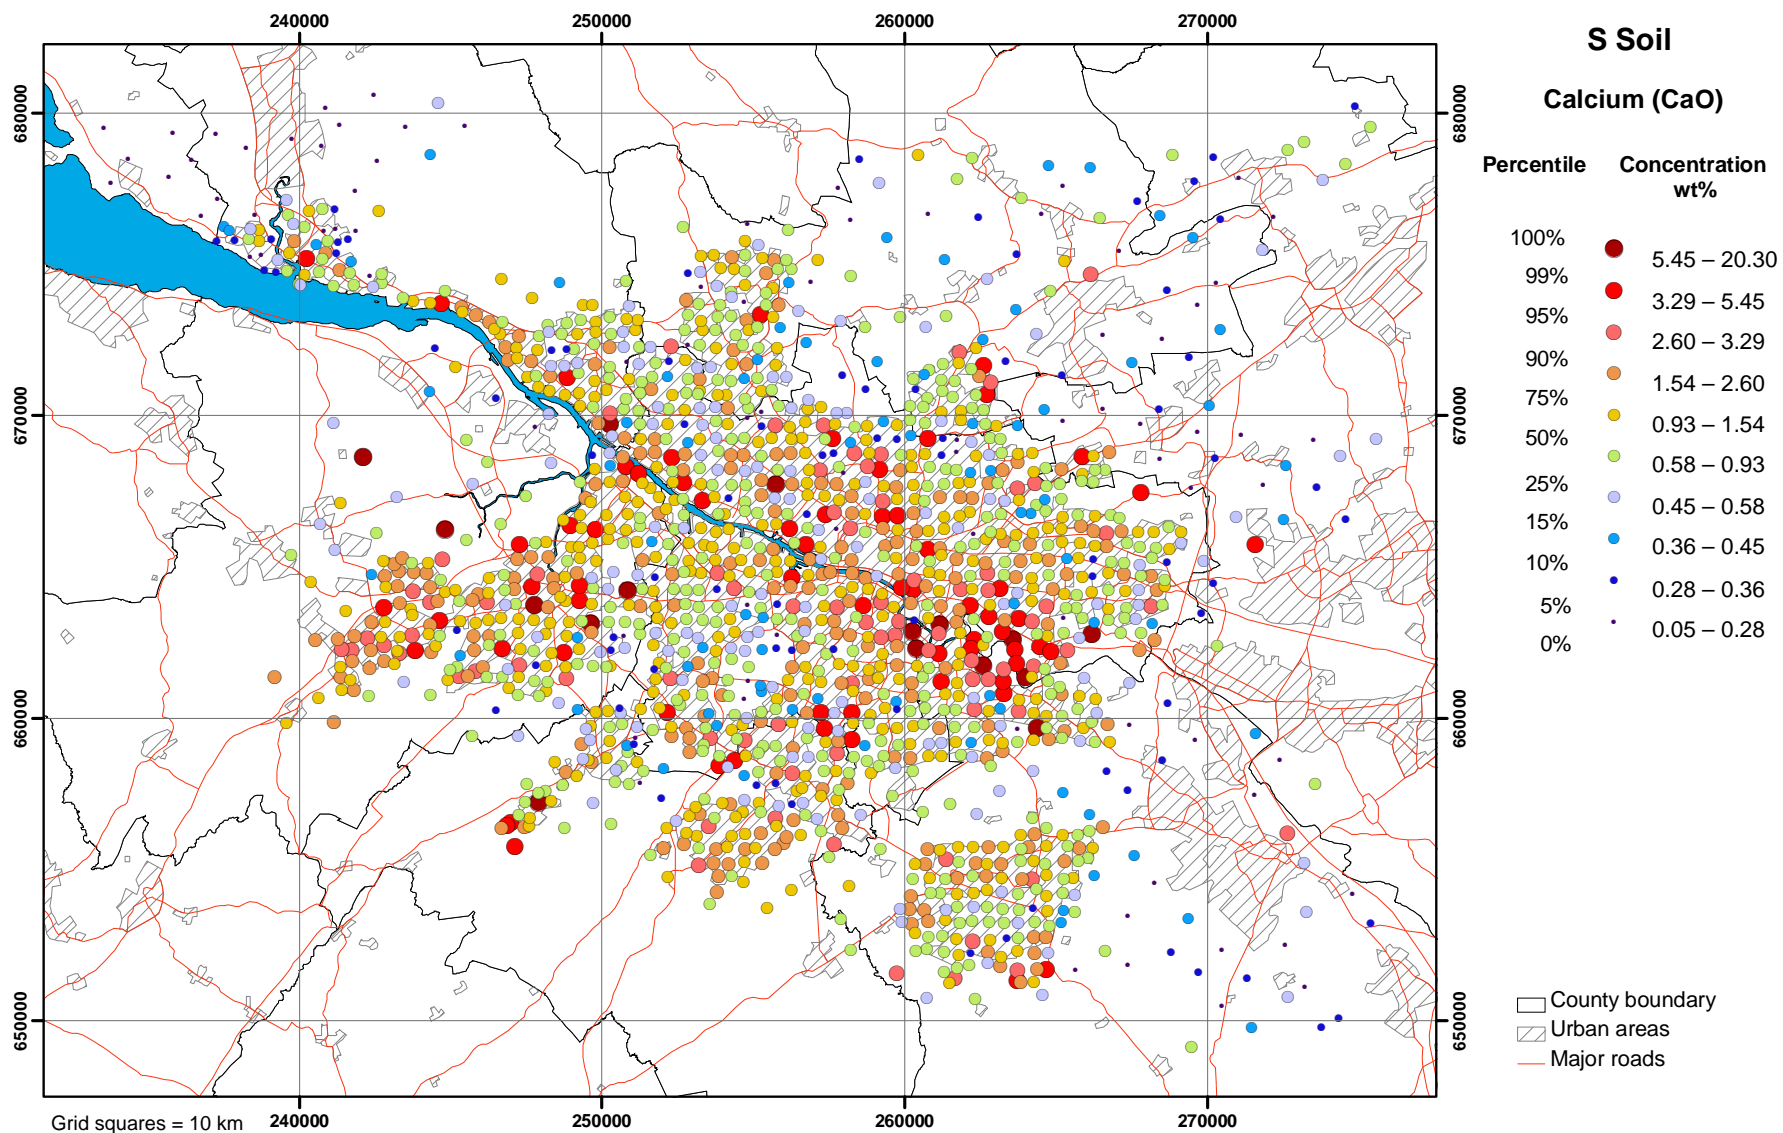 240000
250000
260000
270000
S Soil
Calcium (CaO)
Percentile
Concentration
wt%
100%
99%
95%
90%
75%
50%
25%
15%
10%
5%
0%
5.45 – 20.30
3.29 – 5.45
2.60 – 3.29
1.54 – 2.60
0.93 – 1.54
0.58 – 0.93
0.45 – 0.58
0.36 – 0.45
0.28 – 0.36
0.05 – 0.28
680000
680000
670000
670000
660000
660000
650000
650000
County boundary
Urban areas
Major roads
Grid squares = 10 km
240000
250000
260000
270000